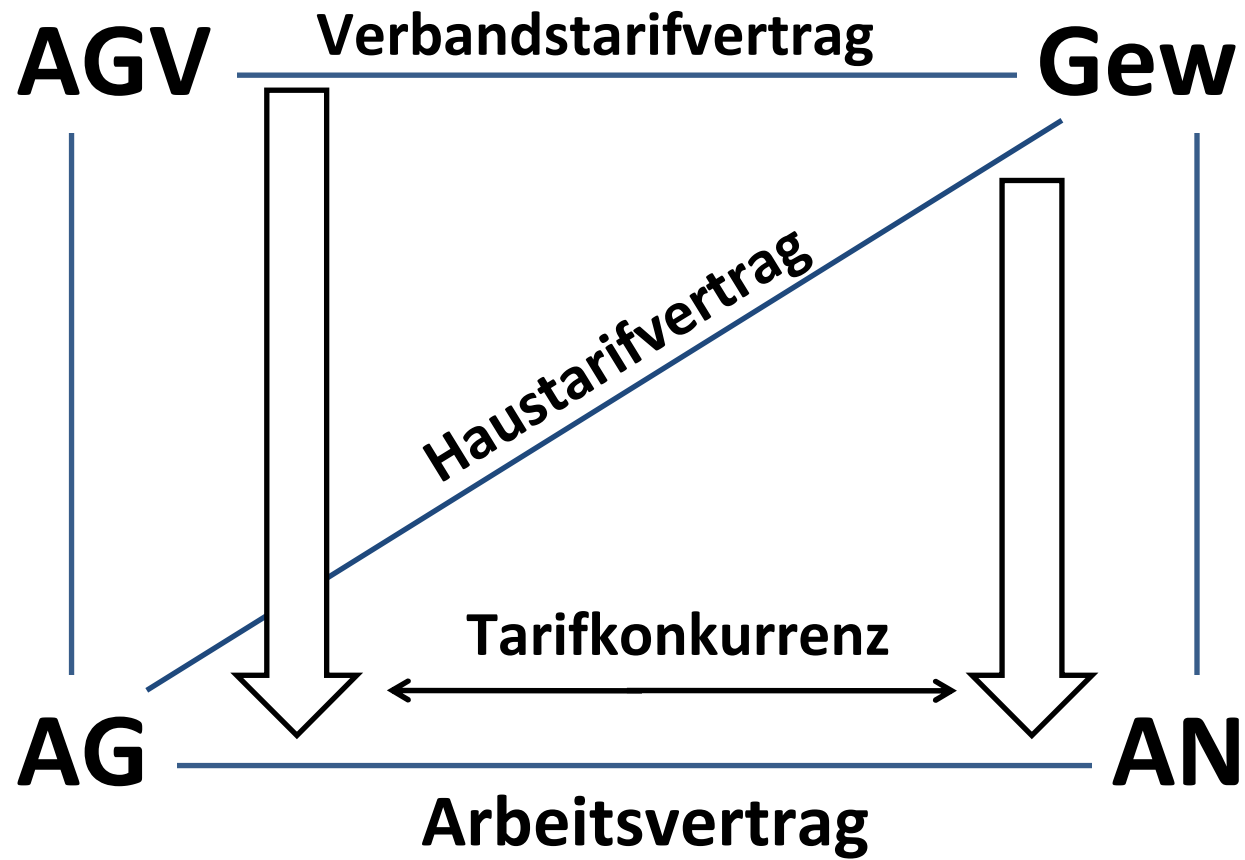 AGV
Verbandstarifvertrag
Gew
Haustarifvertrag
Tarifkonkurrenz
AG
AN
Arbeitsvertrag